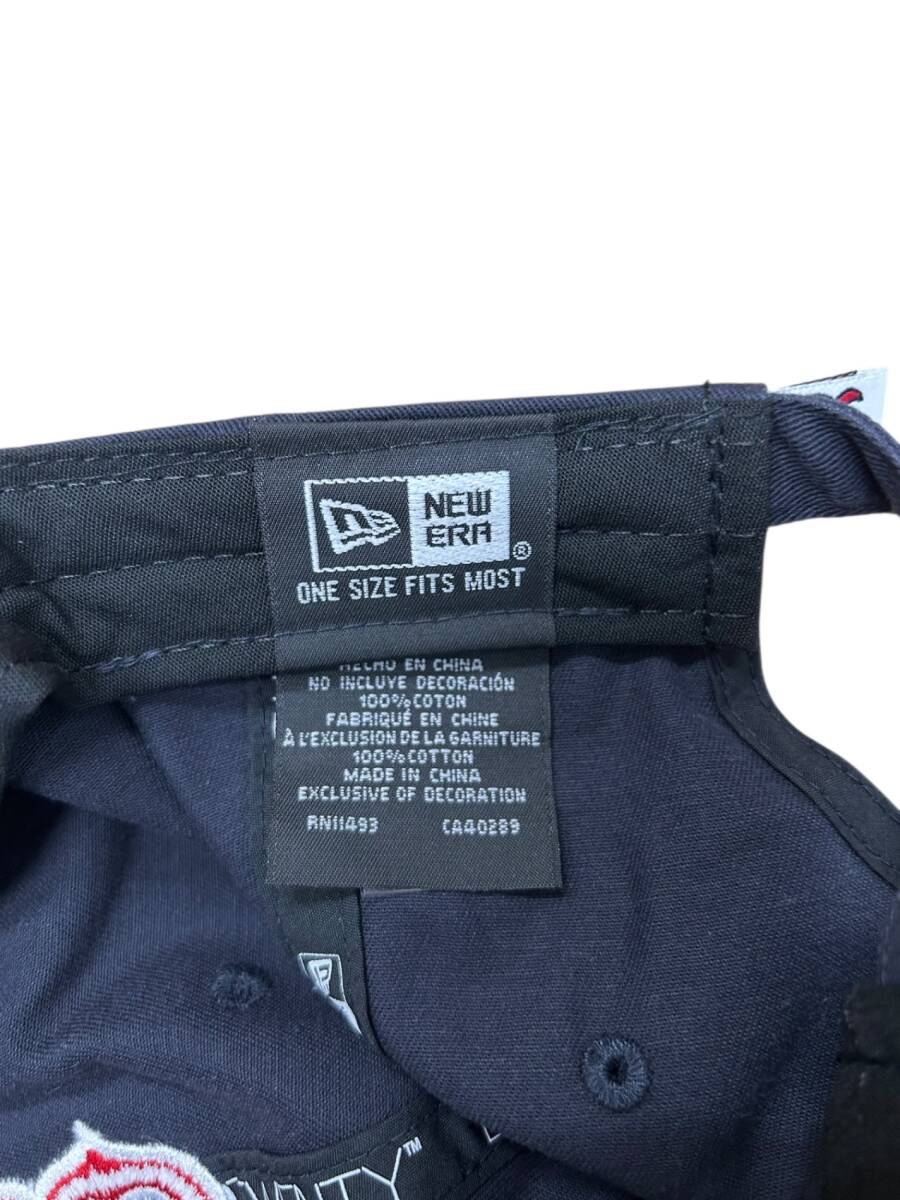 NEW
ERA
®
ONE SIZE FITS MOST
HECHO EN CHINA
NO INCLUYE DECORACIÓN
100% COTON
FABRIQUÉ EN CHINE
À L'EXCLUSION DE LA GARNITURE
100% COTTON
MADE IN CHINA
EXCLUSIVE OF DECORATION
RN11493 CA40289